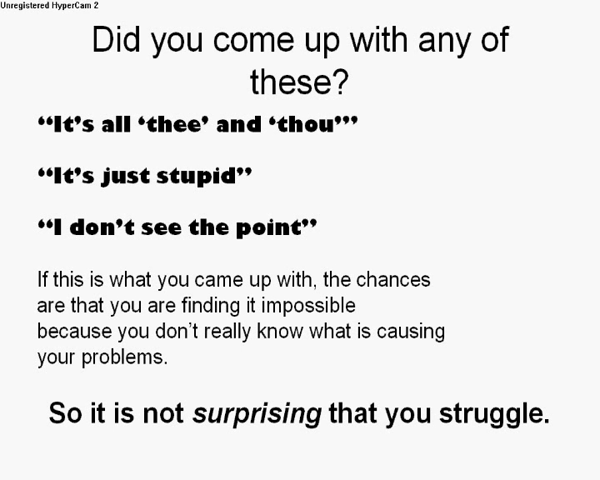 Unregistered HyperCam 2
Did you come up with any of
these?
“It’s all ‘thee’ and ‘thou’”
“It’s just stupid”
“I don’t see the point”
If this is what you came up with, the chances
are that you are finding it impossible
because you don’t really know what is causing
your problems.
So it is not surprising that you struggle.